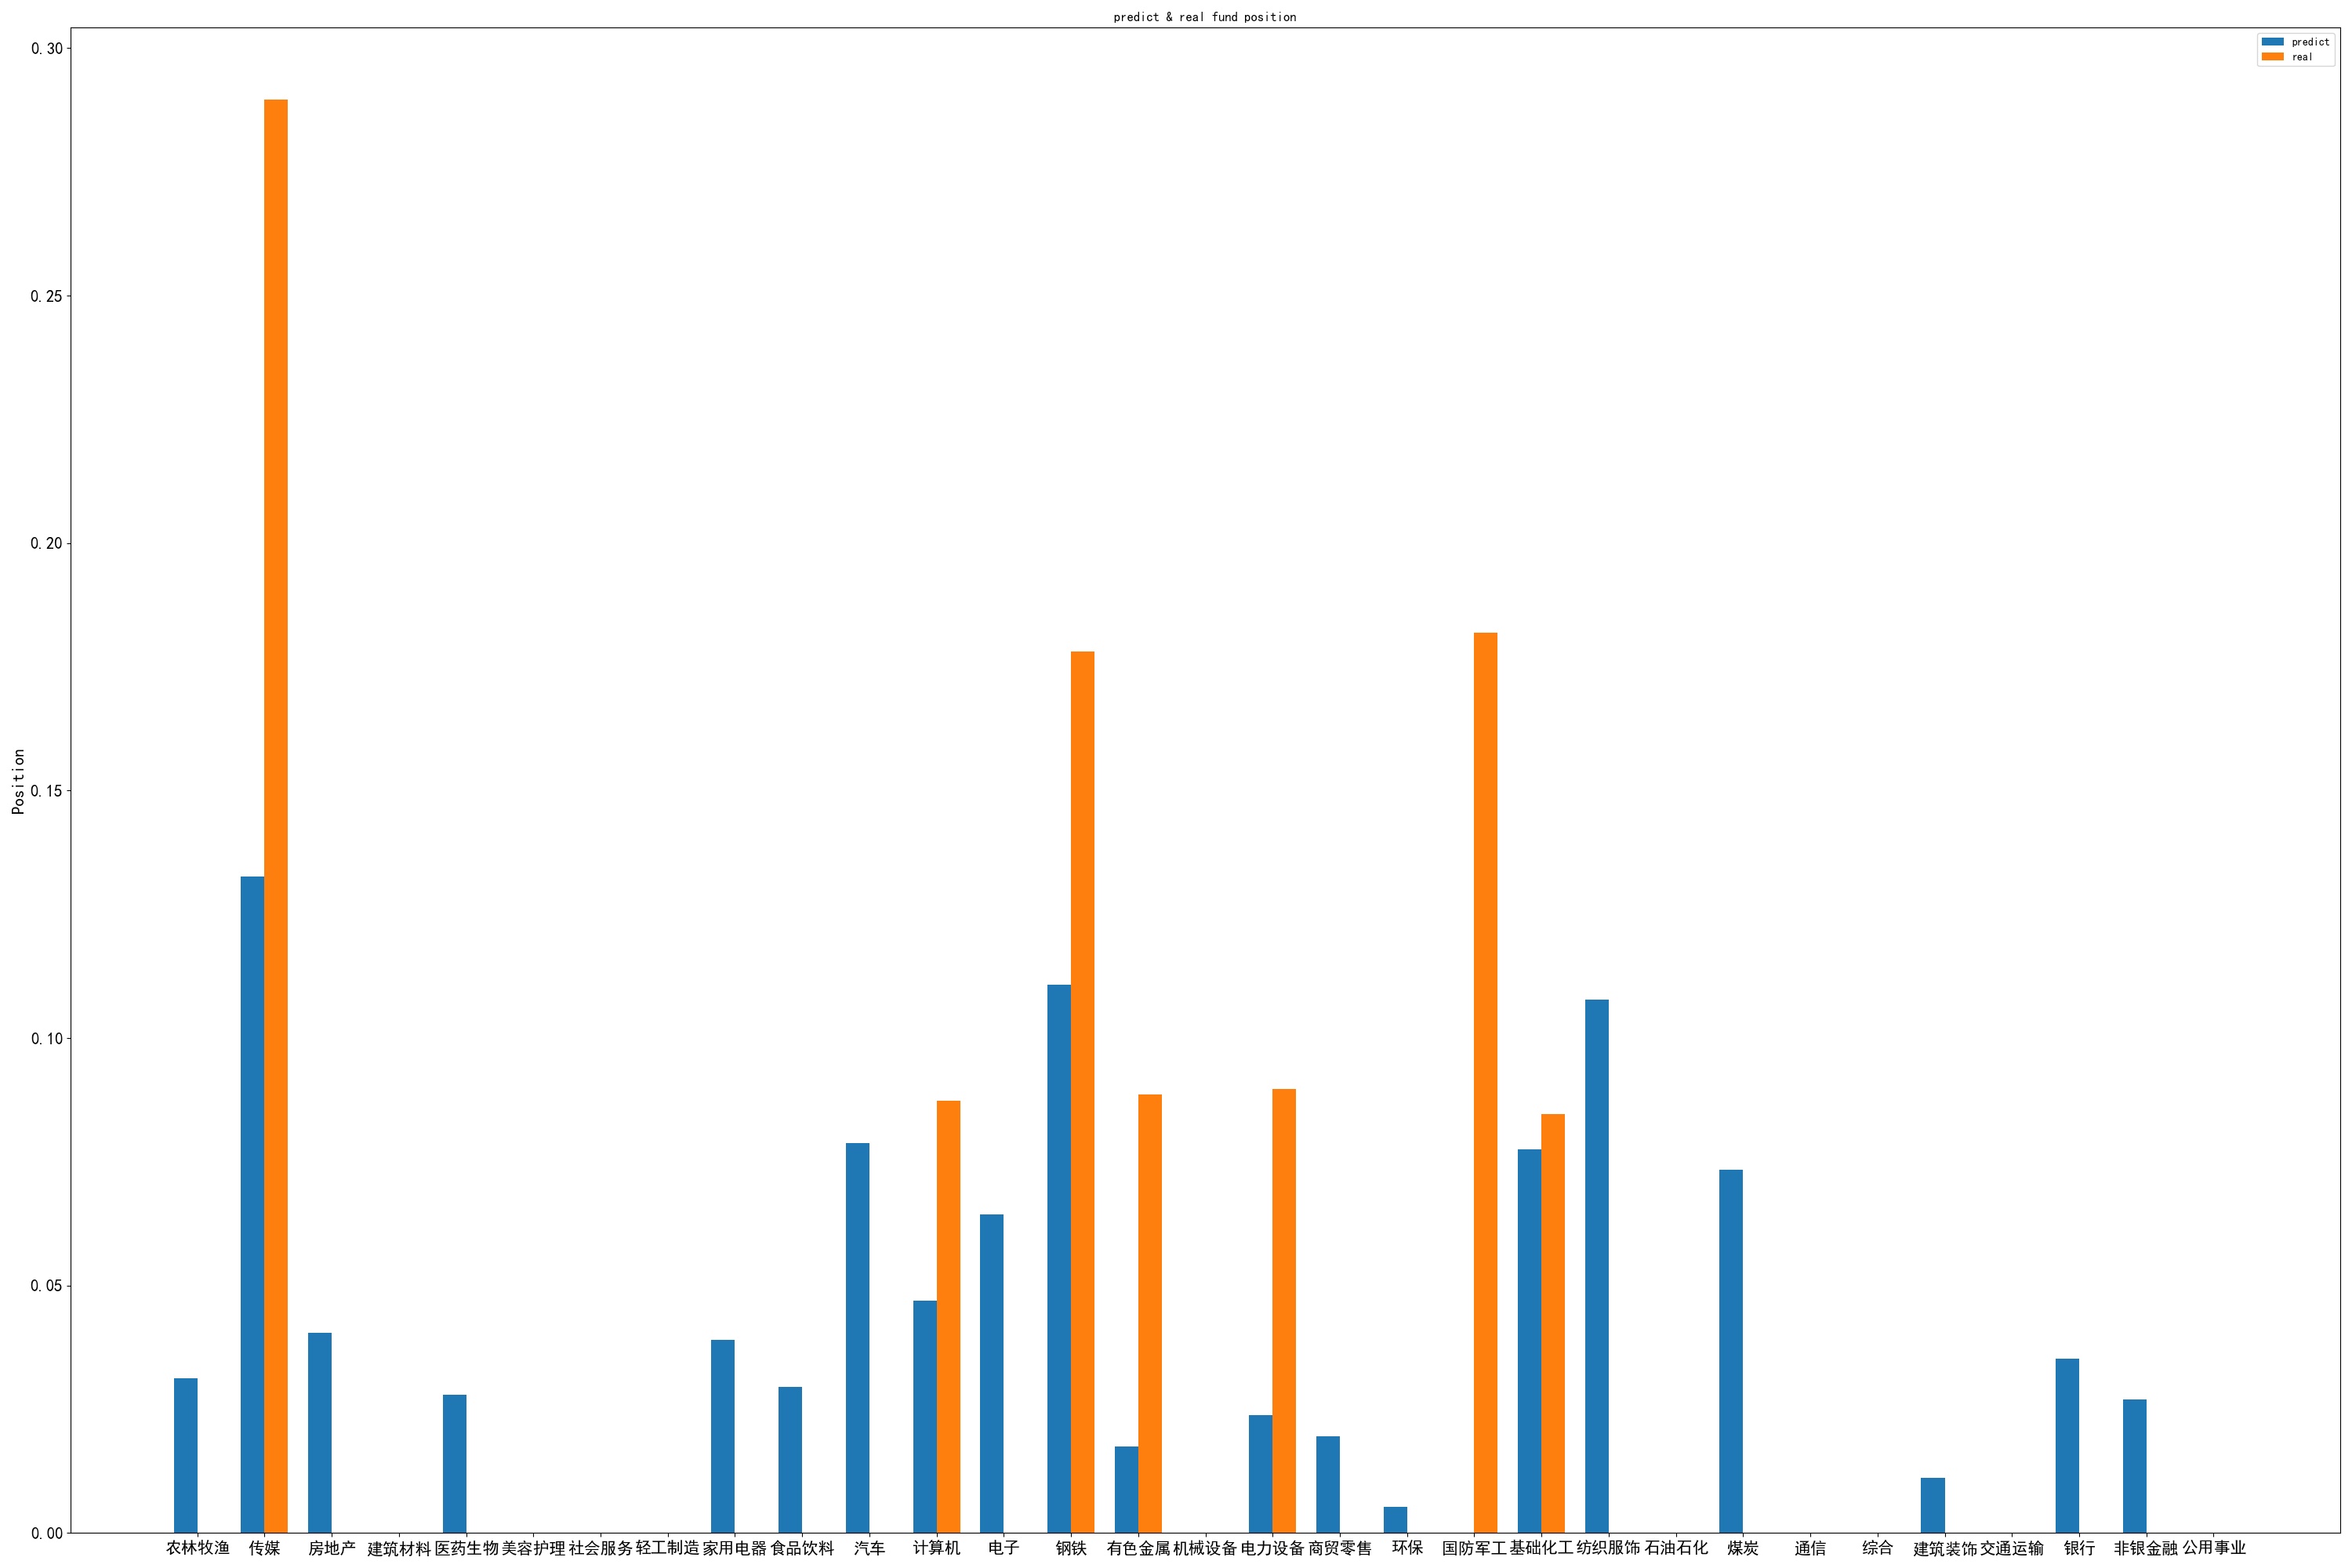 predict & real fund position
predict
real
0.30
0.25
0.20
0.15
0.10
0.05
0.00
Position
农林牧渔 传媒 房地产 建筑材料 医药生物 美容护理 社会服务 轻工制造 家用电器 食品饮料 汽车 计算机 电子 钢铁 有色金属 机械设备 电力设备 商贸零售 环保 国防军工 基础化工 纺织服饰 石油石化 煤炭 通信 综合 建筑装饰 交通运输 银行 非银金融 公用事业